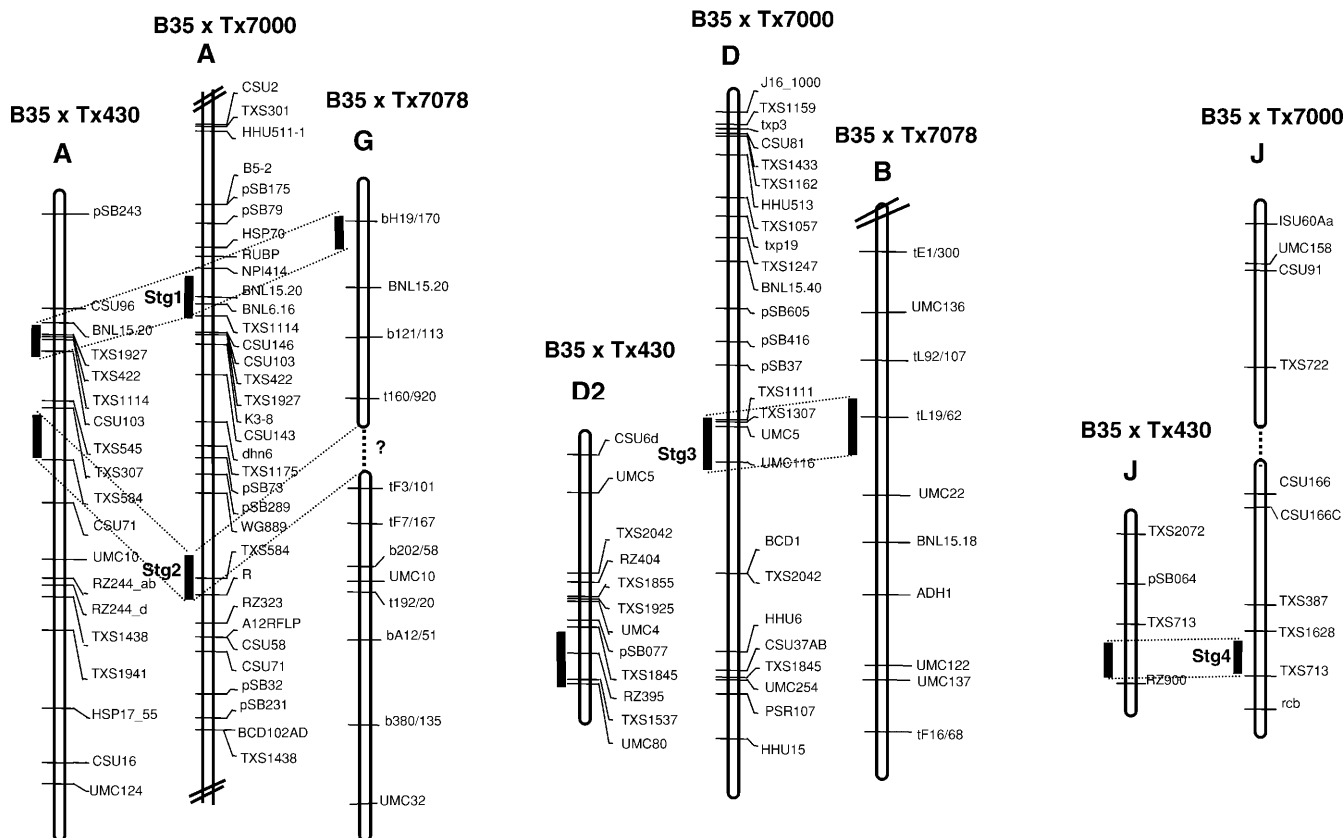 B35 x Tx430
A
pSB243
CSU96
BNL15.20
TXS1927
TXS422
TXS1114
CSU103
TXS545
TXS307
TXS584
CSU71
UMC10
RZ244_ab
RZ244_d
TXS1438
TXS1941
HSP17_55
CSU16
UMC124
B35 x Tx7000
A
CSU2
TXS301
HHU511-1
B5-2
pSB175
pSB79
HSP70
RUBP
NPI414
Stg1
BNL15.20
BNL6.16
TXS1114
CSU146
CSU103
TXS422
TXS1927
K3-8
CSU143
dhn6
TXS1175
pSB73
pSB289
WG889
TXS584
Stg2
R
RZ323
A12RFLP
CSU58
CSU71
pSB32
pSB231
BCD102AD
TXS1438
B35 x Tx7078
G
bH19/170
BNL15.20
b121/113
t160/920
?
tF3/101
tF7/167
b202/58
UMC10
t192/20
bA12/51
b380/135
UMC32
B35 x Tx430
D2
CSU6d
UMC5
TXS2042
RZ404
TXS1855
TXS1925
UMC4
pSB077
TXS1845
RZ395
TXS1537
UMC80
B35 x Tx7000
D
J16_1000
TXS1159
txp3
CSU81
TXS1433
TXS1162
HHU513
TXS1057
txp19
TXS1247
BNL15.40
pSB605
pSB416
pSB37
TXS1111
TXS1307
UMC5
Stg3
UMC116
BCD1
TXS2042
HHU6
CSU37AB
TXS1845
UMC254
PSR107
HHU15
B35 x Tx7078
B
tE1/300
UMC136
tL92/107
tL19/62
UMC22
BNL15.18
ADH1
UMC122
UMC137
tF16/68
B35 x Tx430
J
TXS2072
pSB064
TXS713
RZ900
B35 x Tx7000
J
ISU60Aa
UMC158
CSU91
TXS722
CSU166
CSU166C
TXS387
TXS1628
Stg4
TXS713
rcb